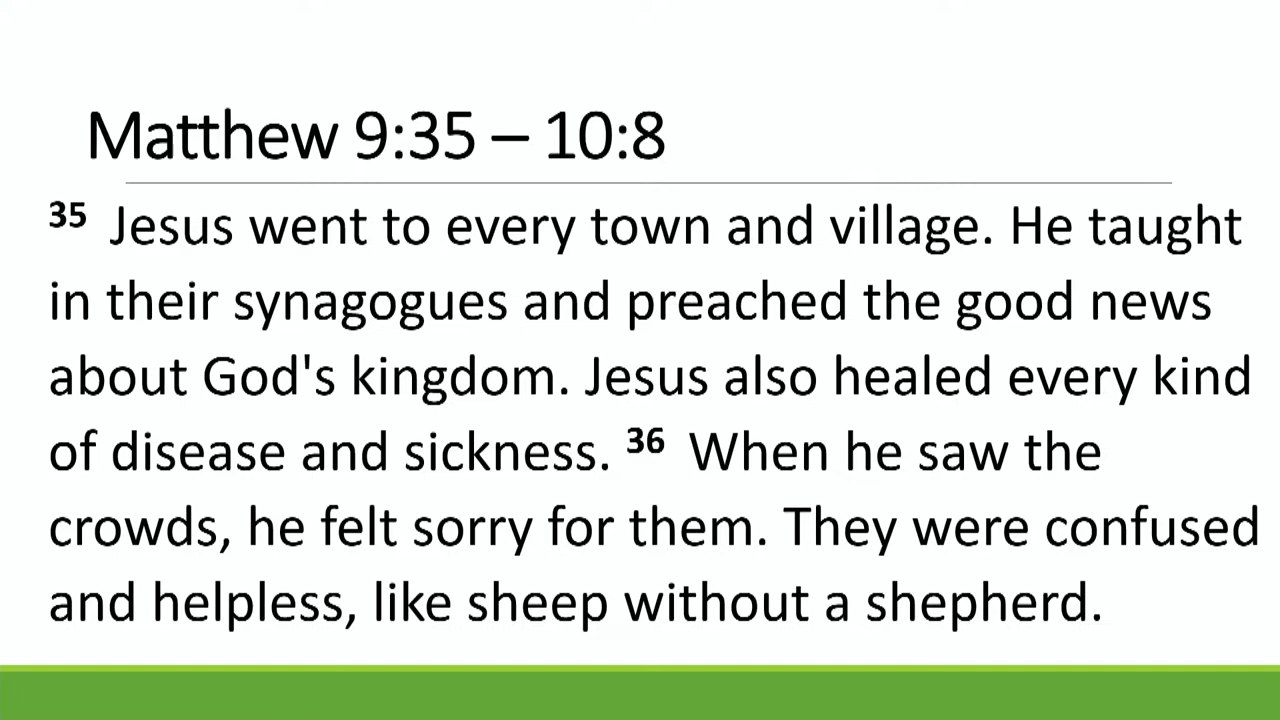 Matthew 9:35 – 10:8
35 Jesus went to every town and village. He taught
in their synagogues and preached the good news
about God's kingdom. Jesus also healed every kind
of disease and sickness. 36 When he saw the
crowds, he felt sorry for them. They were confused
and helpless, like sheep without a shepherd.